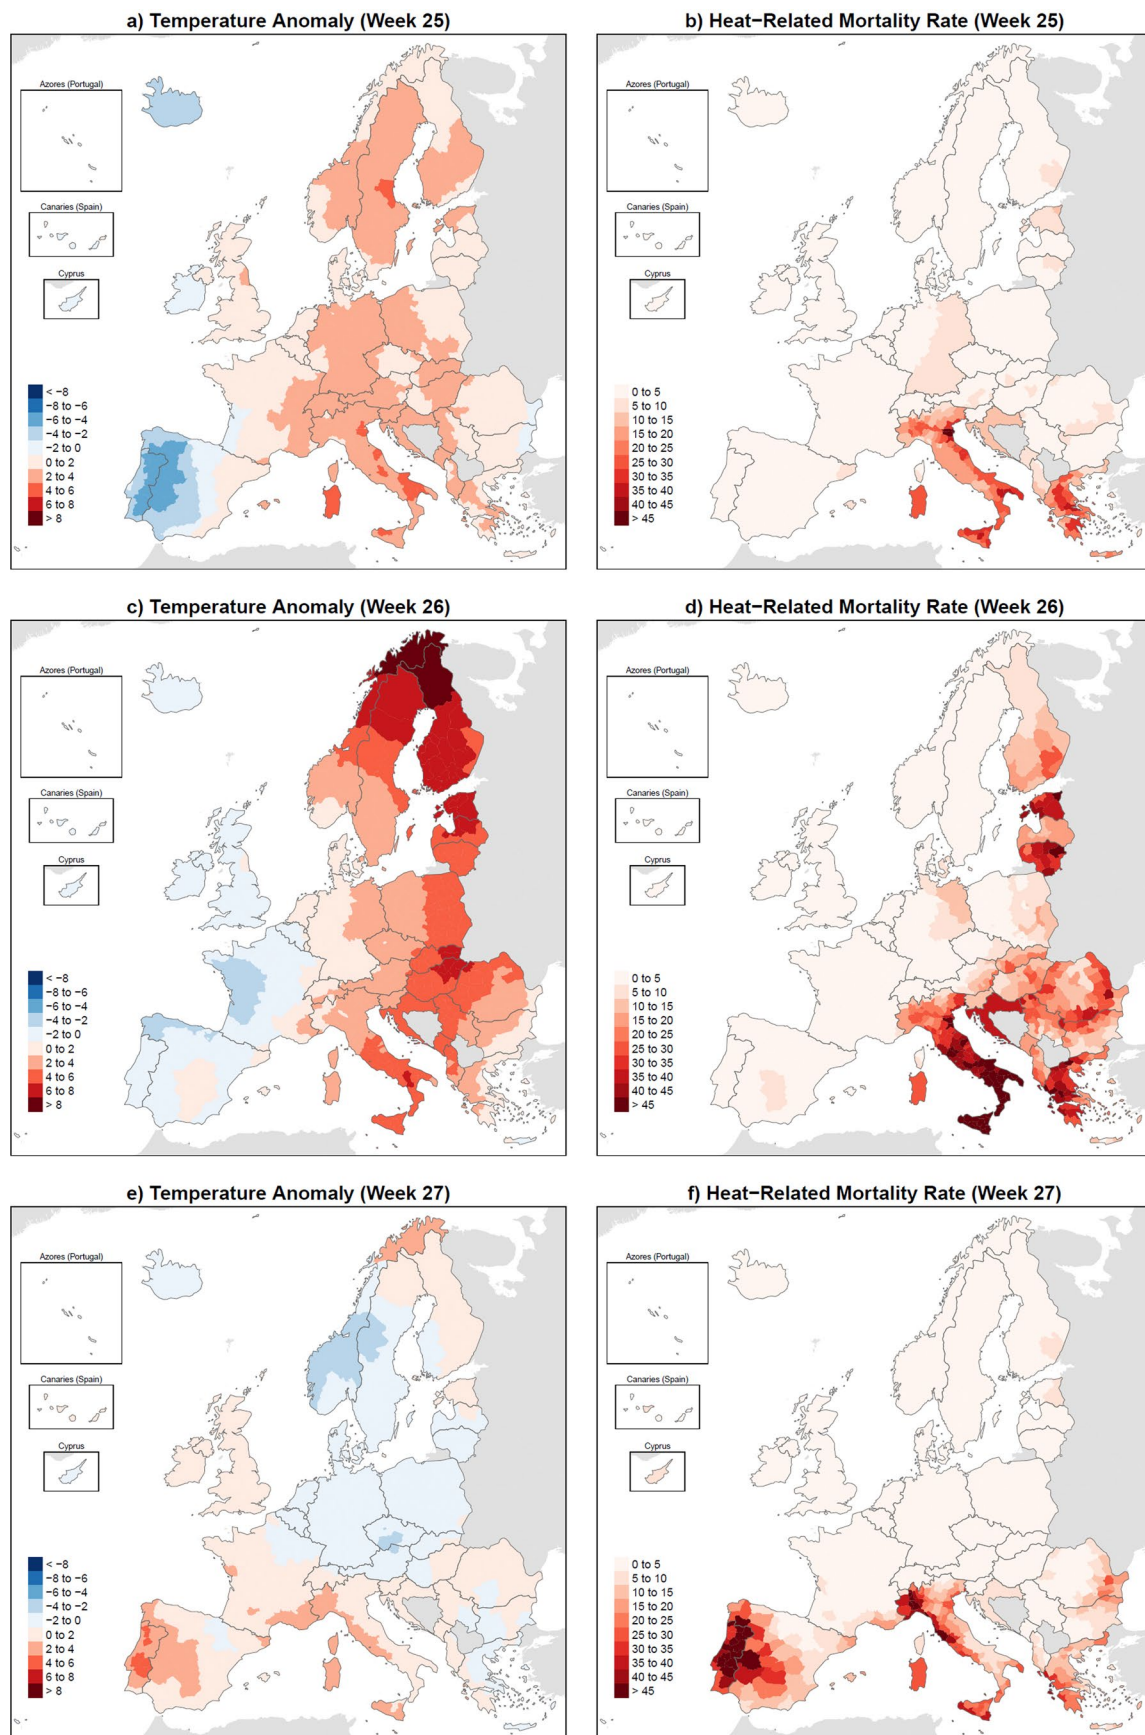 a) Temperature Anomaly (Week 25)
Azores (Portugal)
Canaries (Spain)
Cyprus
< −8
−8 to −6
−6 to −4
−4 to −2
−2 to 0
0 to 2
2 to 4
4 to 6
6 to 8
> 8
b) Heat−Related Mortality Rate (Week 25)
Azores (Portugal)
Canaries (Spain)
Cyprus
0 to 5
5 to 10
10 to 15
15 to 20
20 to 25
25 to 30
30 to 35
35 to 40
40 to 45
> 45
c) Temperature Anomaly (Week 26)
Azores (Portugal)
Canaries (Spain)
Cyprus
< −8
−8 to −6
−6 to −4
−4 to −2
−2 to 0
0 to 2
2 to 4
4 to 6
6 to 8
> 8
d) Heat−Related Mortality Rate (Week 26)
Azores (Portugal)
Canaries (Spain)
Cyprus
0 to 5
5 to 10
10 to 15
15 to 20
20 to 25
25 to 30
30 to 35
35 to 40
40 to 45
> 45
e) Temperature Anomaly (Week 27)
Azores (Portugal)
Canaries (Spain)
Cyprus
< −8
−8 to −6
−6 to −4
−4 to −2
−2 to 0
0 to 2
2 to 4
4 to 6
6 to 8
> 8
f) Heat−Related Mortality Rate (Week 27)
Azores (Portugal)
Canaries (Spain)
Cyprus
0 to 5
5 to 10
10 to 15
15 to 20
20 to 25
25 to 30
30 to 35
35 to 40
40 to 45
> 45